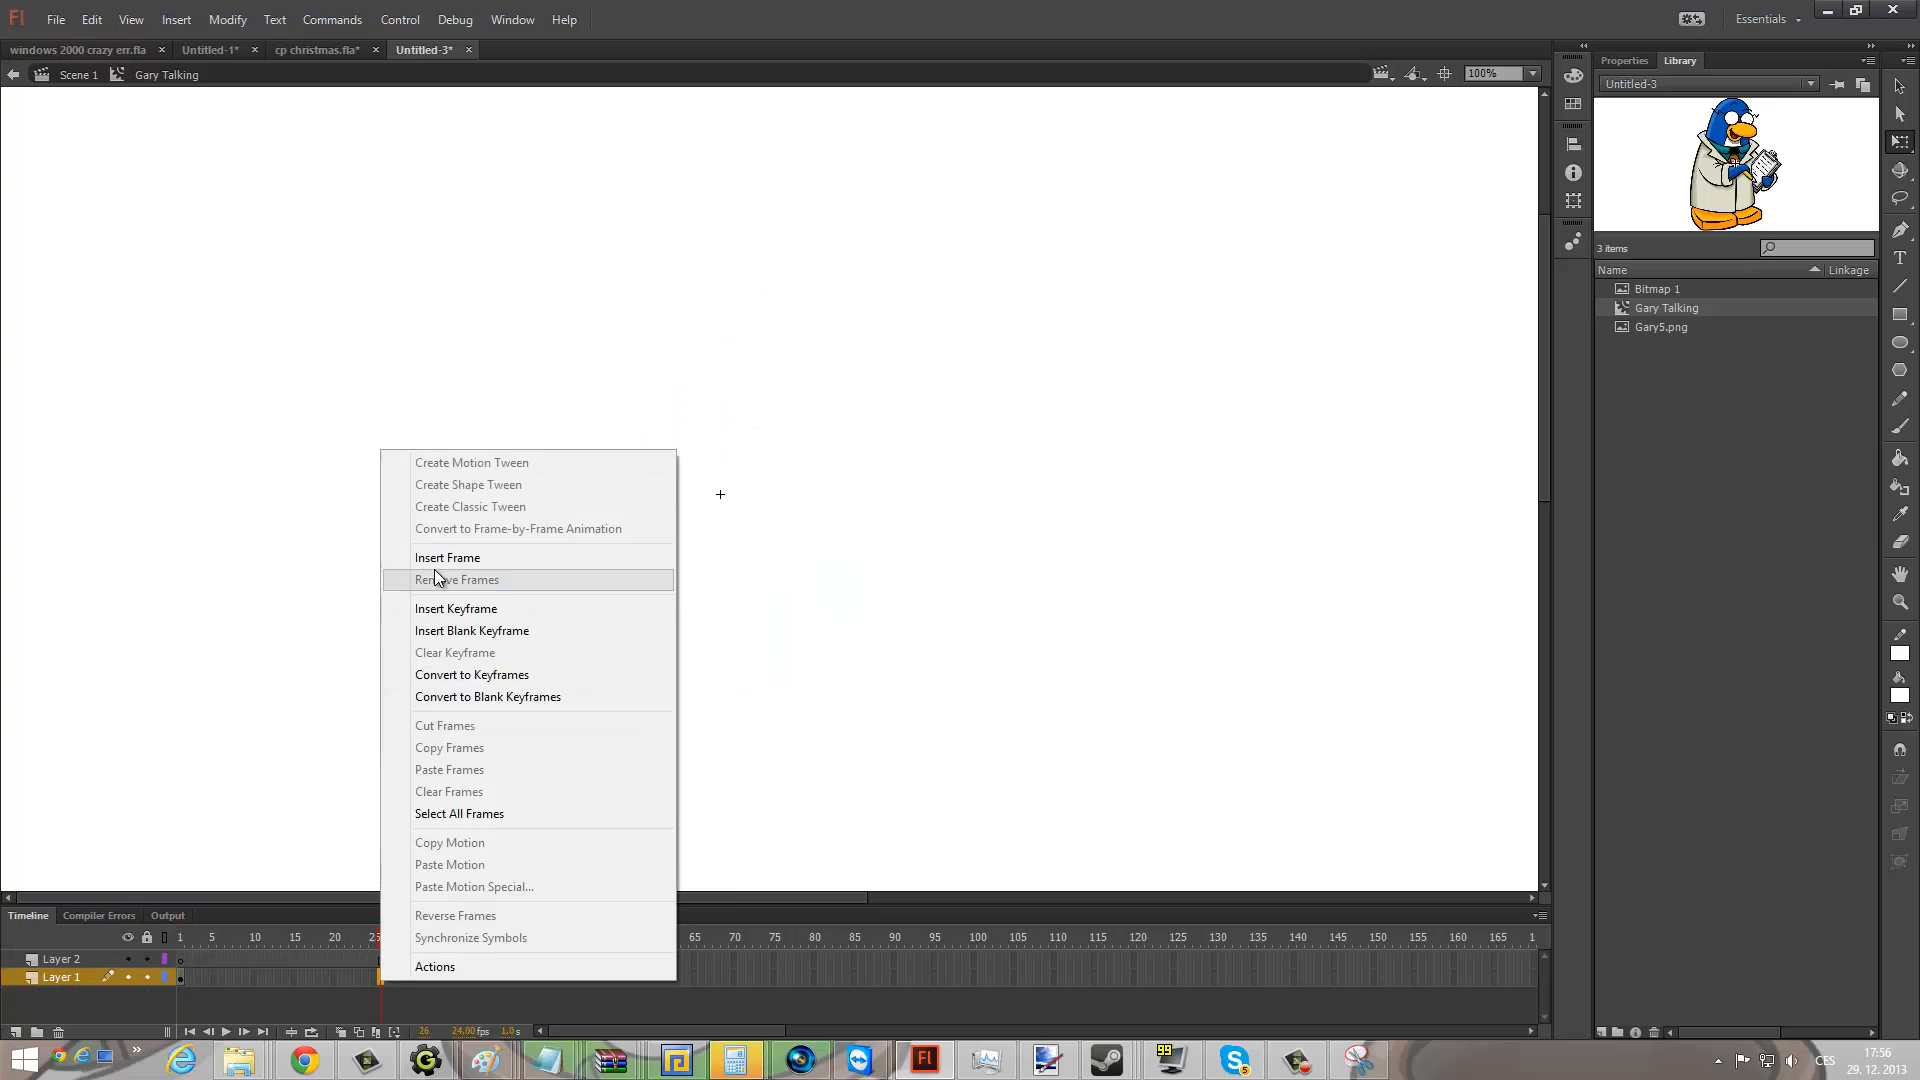 Fl File Edit View Insert Modify Text Commands Control Debug Window Help Essentials
windows 2000 crazy err.fla Untitled-1* cp christmas.fla* Untitled-3*
Scene 1 Gary Talking 100%
Properties Library
Untitled-3
3 items
Name Linkage
Bitmap 1
Gary Talking
Gary5.png
Create Motion Tween
Create Shape Tween
Create Classic Tween
Convert to Frame-by-Frame Animation
Insert Frame
Remove Frames
Insert Keyframe
Insert Blank Keyframe
Clear Keyframe
Convert to Keyframes
Convert to Blank Keyframes
Cut Frames
Copy Frames
Paste Frames
Clear Frames
Select All Frames
Copy Motion
Paste Motion
Paste Motion Special...
Reverse Frames
Synchronize Symbols
Actions
Timeline Compiler Errors Output
1 5 10 15 20 25 65 70 75 80 85 90 95 100 105 110 115 120 125 130 135 140 145 150 155 160 165 1
Layer 2
Layer 1
26 24,00 fps 1,0 s
99 5 Fl CES 17:56
29. 12. 2013